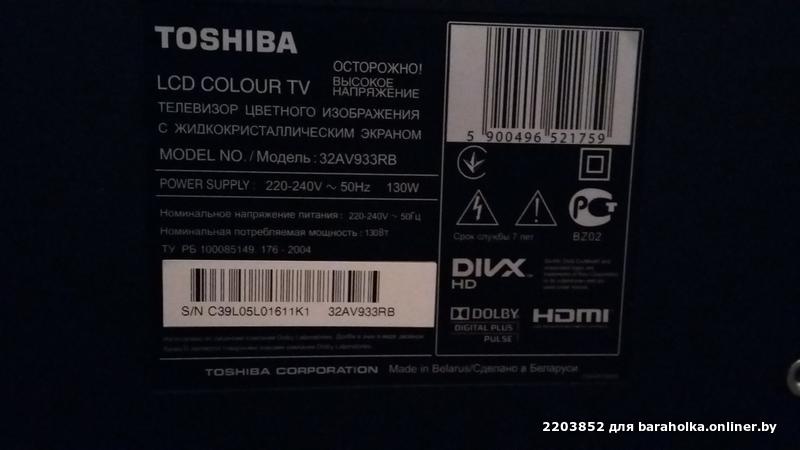 TOSHIBA
LCD COLOUR TV
ОСТОРОЖНО!
ВЫСОКОЕ
НАПРЯЖЕНИЕ
ТЕЛЕВИЗОР ЦВЕТНОГО ИЗОБРАЖЕНИЯ
С ЖИДКОКРИСТАЛЛИЧЕСКИМ ЭКРАНОМ
MODEL NO. / Модель : 32AV933RB
POWER SUPPLY : 220-240V ~ 50Hz 130W
Номинальное напряжение питания : 220-240V ~ 50Гц
Номинальная потребляемая мощность : 130Вт
ТУ РБ 100085149. 176 - 2004
S/N C39L05L01611K1 32AV933RB
5 900496 521759
РСТ
Срок службы 7 лет
BZ02
DIVX
HD
DOLBY
DIGITAL PLUS
PULSE
HDMI
TOSHIBA CORPORATION Made in Belarus/Сделано в Беларуси
2203852 для baraholka.onliner.by